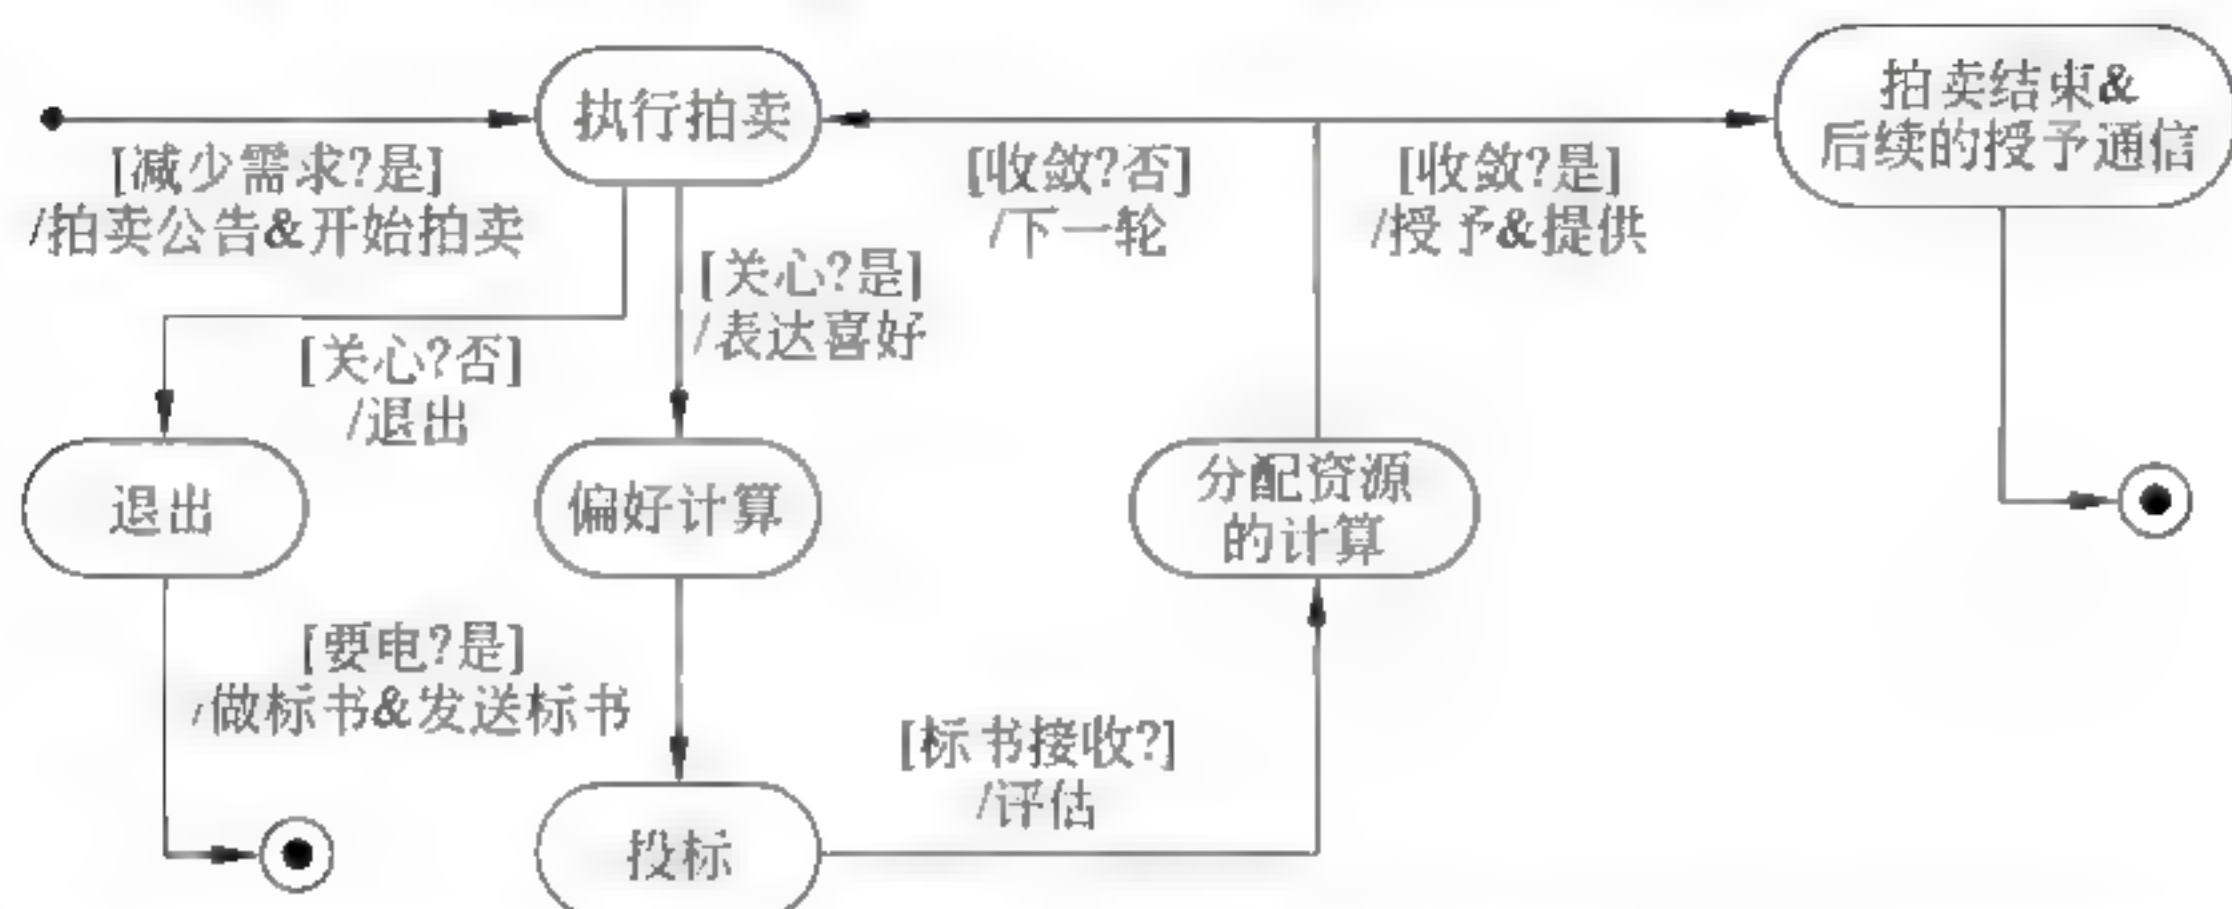 执行拍卖
拍卖结束&
后续的授予通信
[减少需求?是]
/拍卖公告&开始拍卖
[收敛?否]
/下一轮
[收敛?是]
/授予&提供
[关心?是]
/表达喜好
[关心?否]
/退出
退出
偏好计算
分配资源
的计算
[要电?是]
/做标书&发送标书
[标书接收?]
/评估
投标